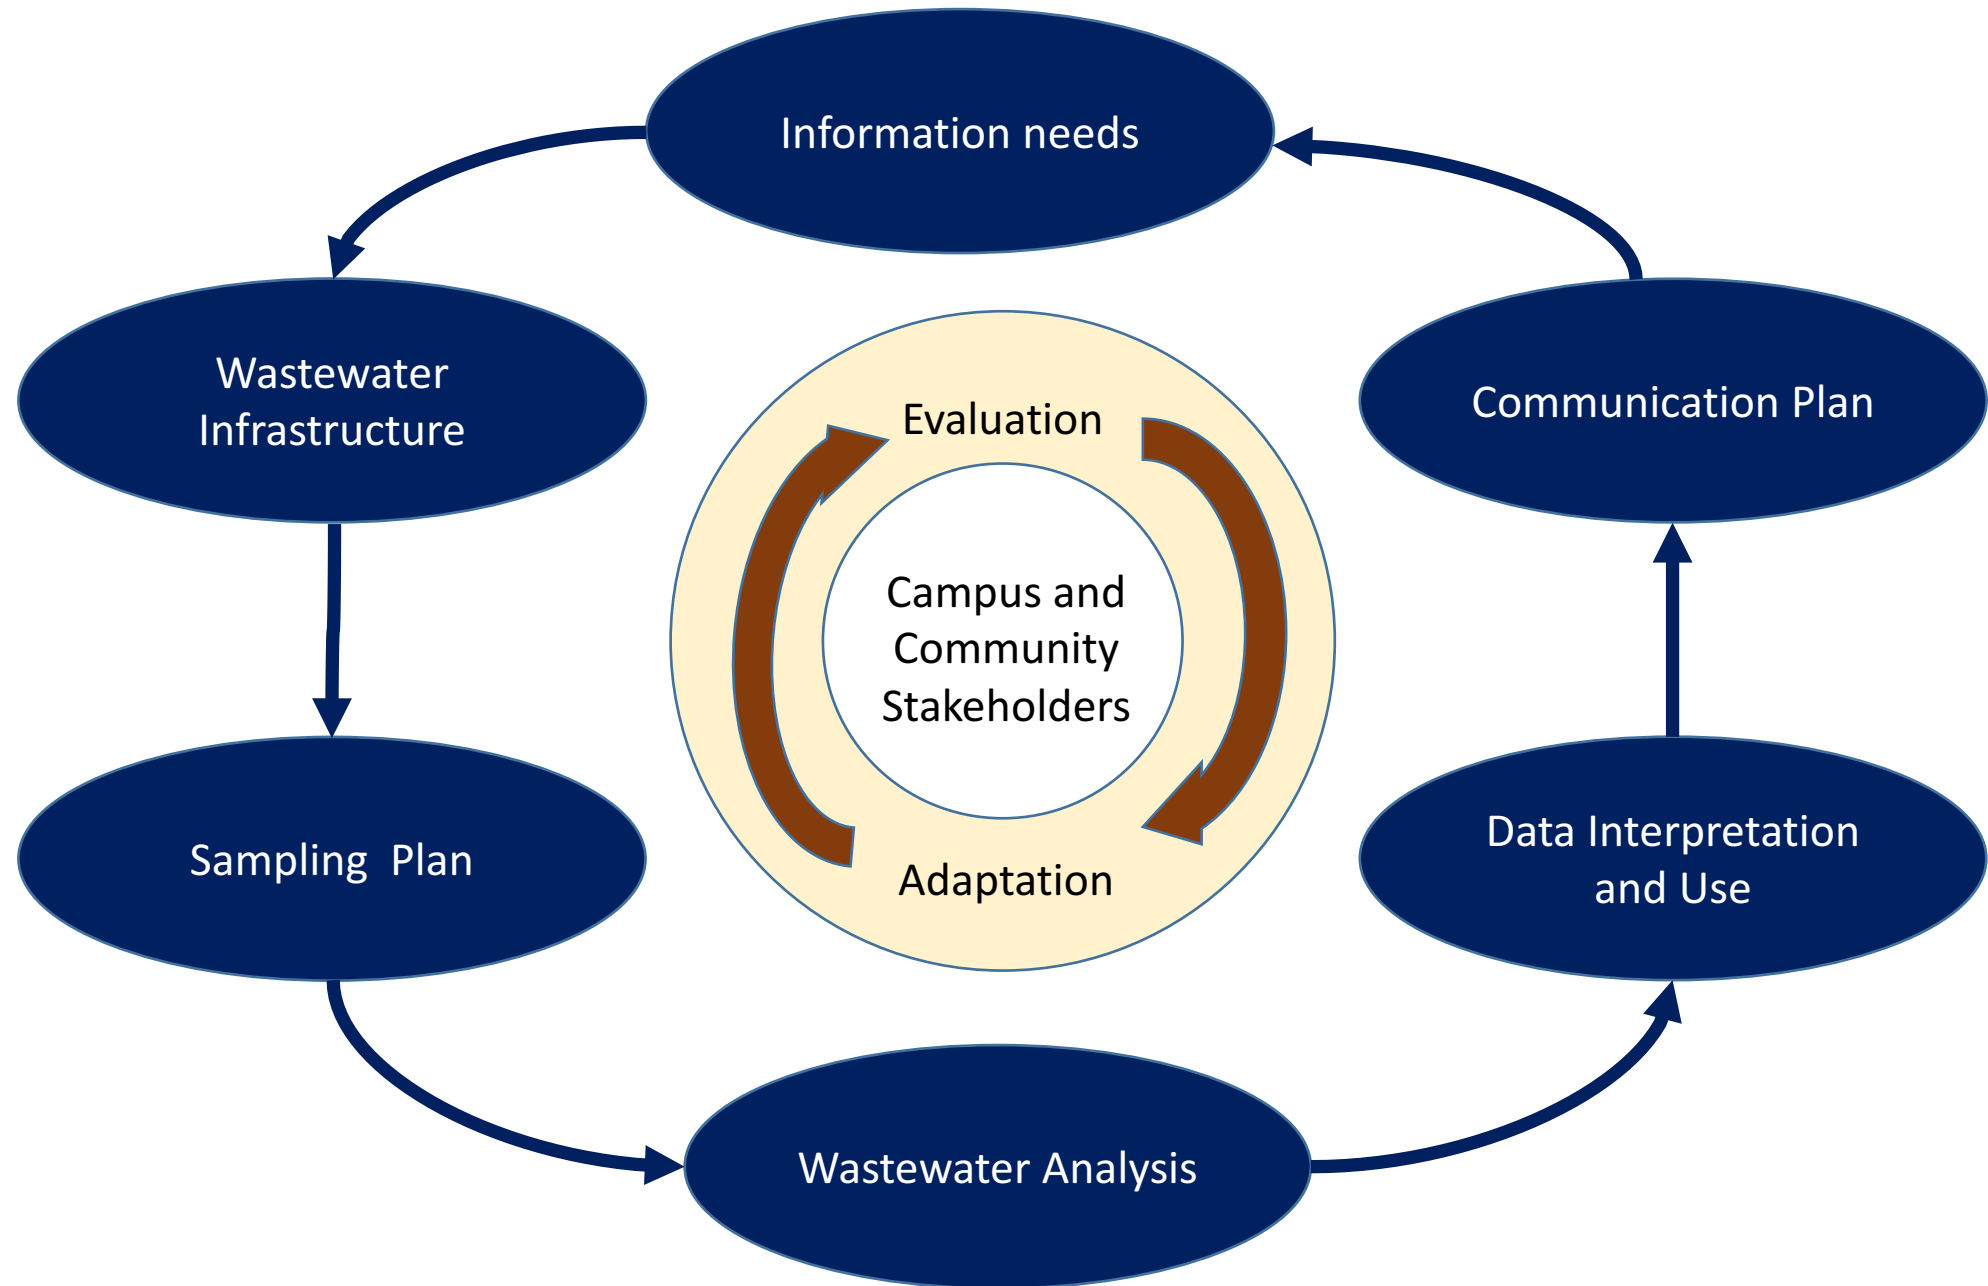 Information needs
Wastewater
Infrastructure
Communication Plan
Evaluation
Campus and
Community
Stakeholders
Sampling  Plan
Adaptation
Data Interpretation
and Use
Wastewater Analysis